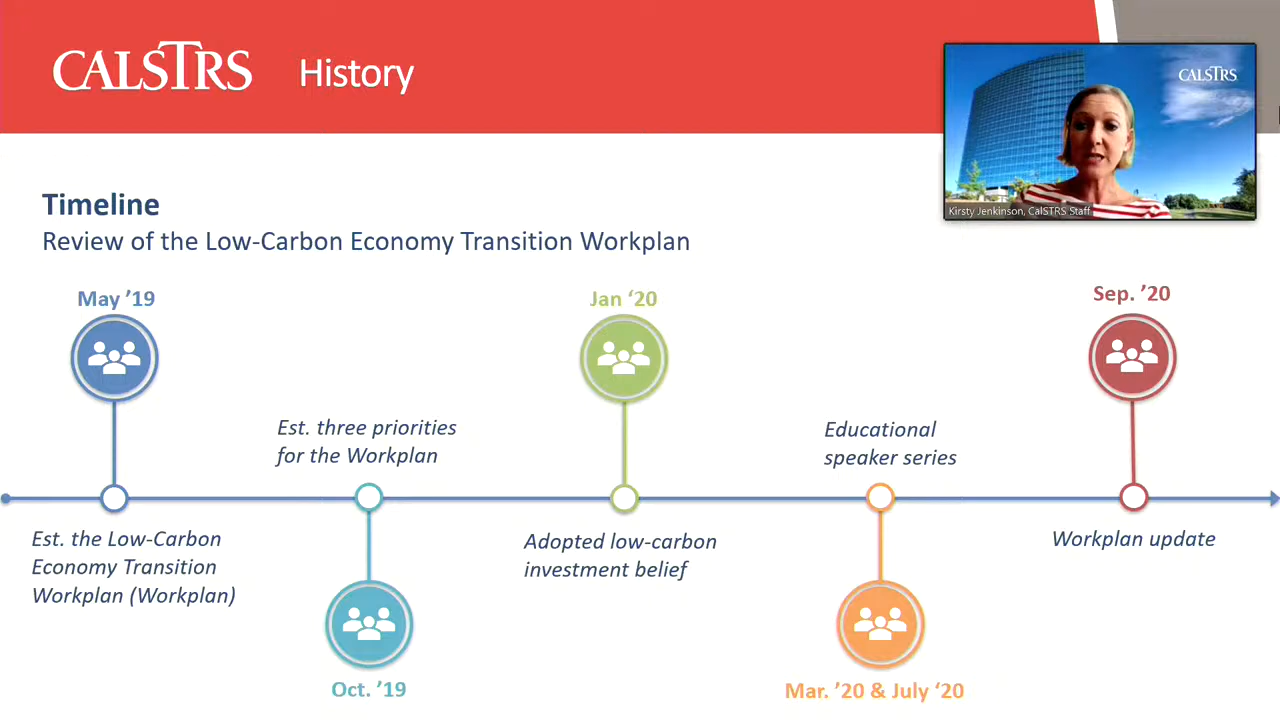 CALSTRS
History
CALSTRS
Kirsty Jenkinson, CalSTRS Staff
Timeline
Review of the Low-Carbon Economy Transition Workplan
May ’19
Est. the Low-Carbon
Economy Transition
Workplan (Workplan)
Est. three priorities
for the Workplan
Oct. ’19
Jan ‘20
Adopted low-carbon
investment belief
Educational
speaker series
Mar. ’20 & July ‘20
Sep. ’20
Workplan update